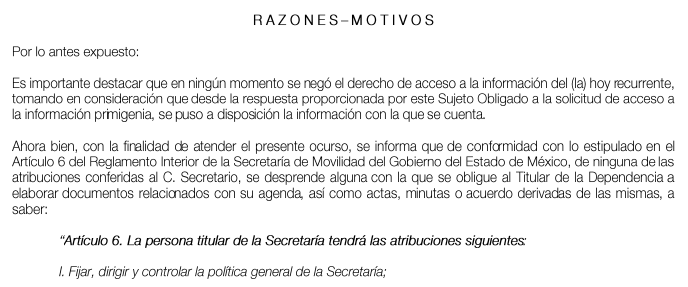 RAZONES–MOTIVOS
Por lo antes expuesto:
Es importante destacar que en ningún momento se negó el derecho de acceso a la información del (la) hoy recurrente,
tomando en consideración que desde la respuesta proporcionada por este Sujeto Obligado a la solicitud de acceso a
la información primigenia, se puso a disposición la información con la que se cuenta.
Ahora bien, con la finalidad de atender el presente ocurso, se informa que de conformidad con lo estipulado en el
Artículo 6 del Reglamento Interior de la Secretaría de Movilidad del Gobierno del Estado de México, de ninguna de las
atribuciones conferidas al C. Secretario, se desprende alguna con la que se obligue al Titular de la Dependencia a
elaborar documentos relacionados con su agenda, así como actas, minutas o acuerdo derivadas de las mismas, a
saber:
“Artículo 6. La persona titular de la Secretaría tendrá las atribuciones siguientes:
I. Fijar, dirigir y controlar la política general de la Secretaría;